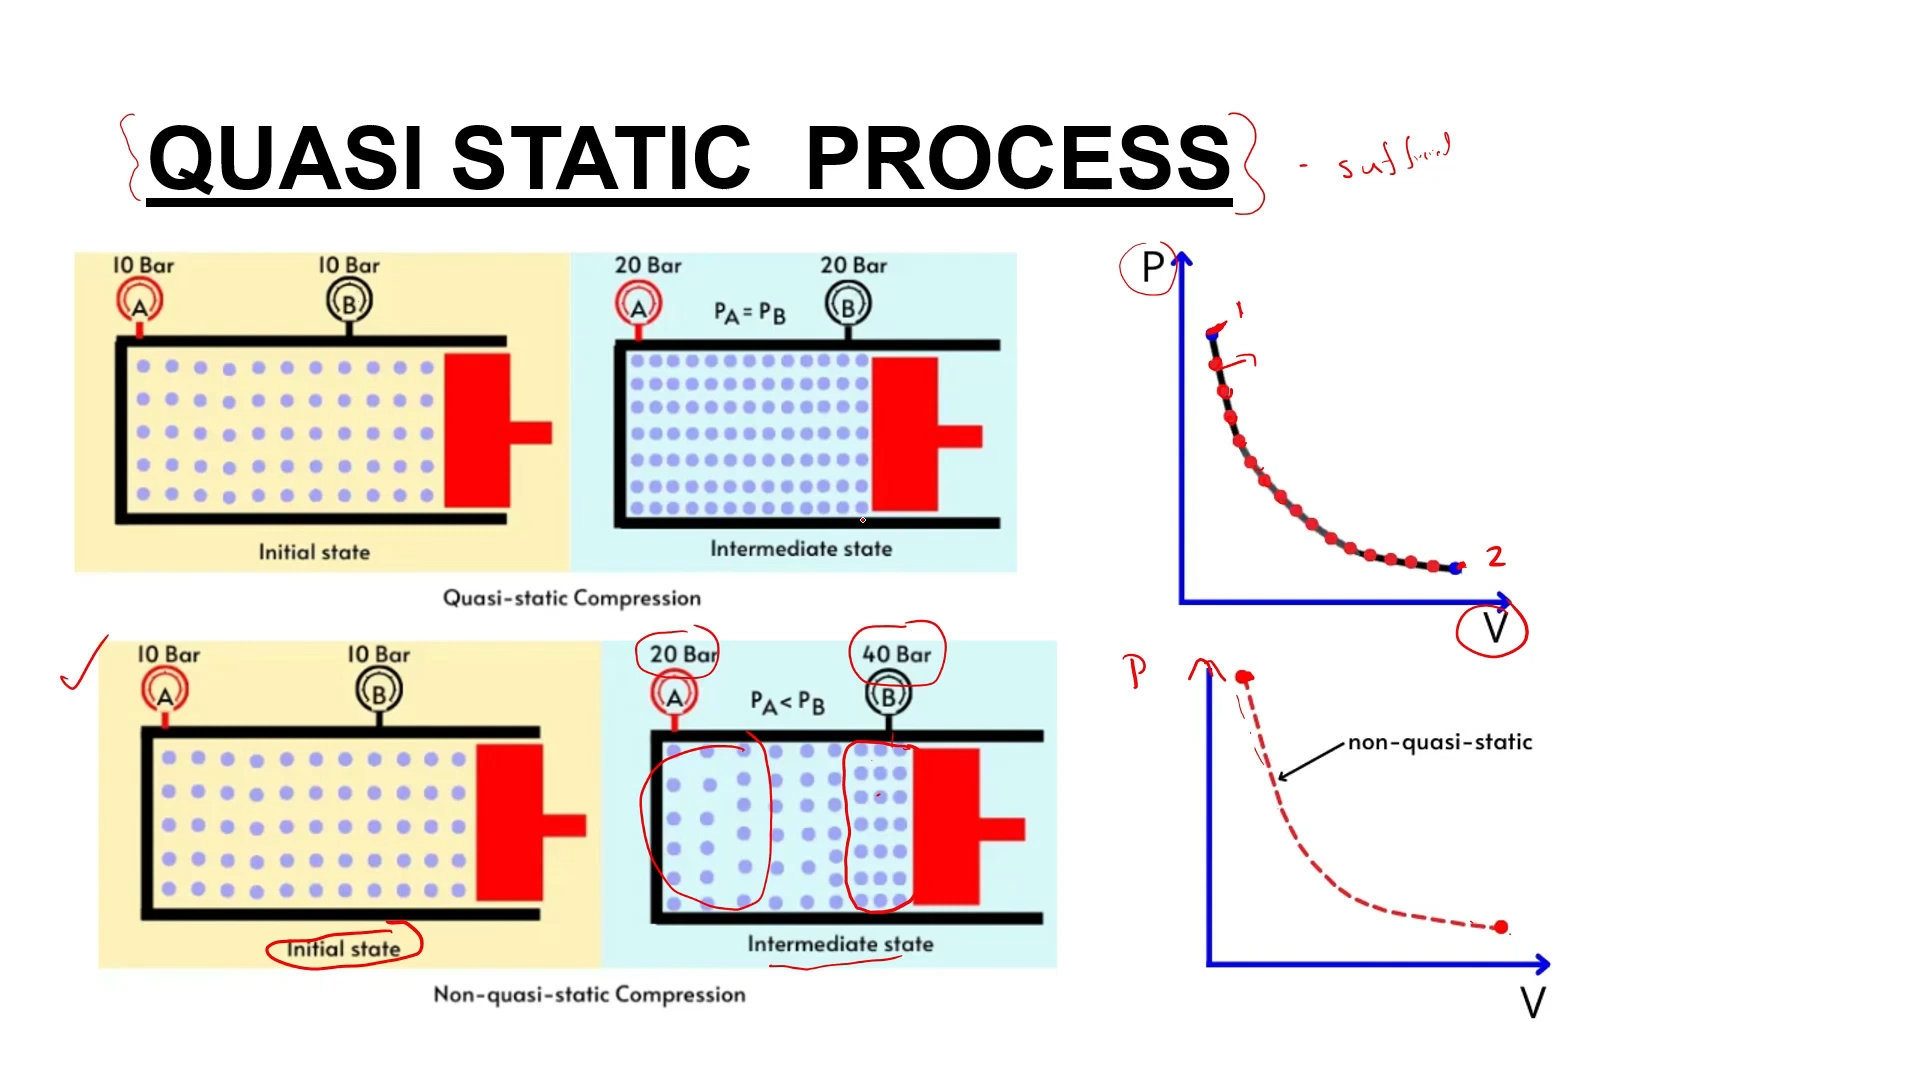 QUASI STATIC PROCESS
10 Bar 10 Bar
A B
20 Bar 20 Bar
A PA = PB B
Initial state
Intermediate state
Quasi-static Compression
P
1
2
V
10 Bar 10 Bar
A B
20 Bar 40 Bar
A PA < PB B
Initial state
Intermediate state
Non-quasi-static Compression
P
non-quasi-static
V